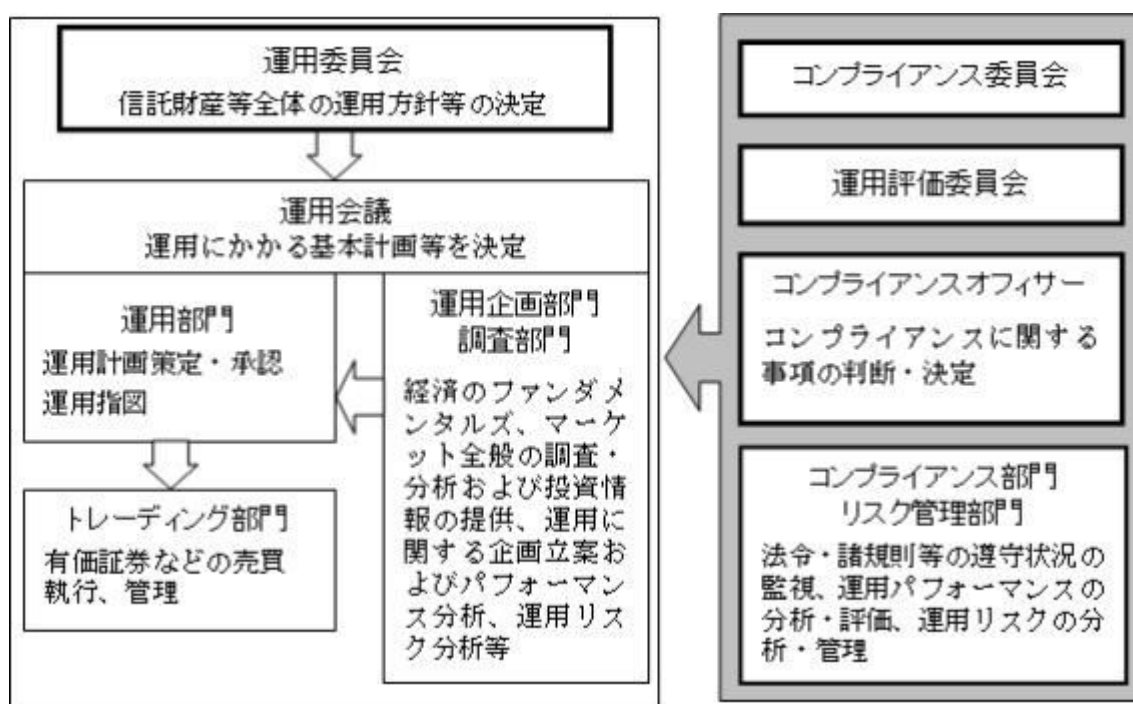 運用委員会
信託財産等全体の運用方針等の決定
運用会議
運用にかかる基本計画等を決定
運用部門
運用計画策定・承認
運用指図
トレーディング部門
有価証券などの売買
執行、管理
運用企画部門
調査部門
経済のファンダメ
ンタルズ、マーケ
ット全般の調査・
分析および投資情
報の提供、運用に
関する企画立案お
よびパフォーマン
ス分析、運用リス
ク分析等
コンプライアンス委員会
運用評価委員会
コンプライアンスオフィサー
コンプライアンスに関する
事項の判断・決定
コンプライアンス部門
リスク管理部門
法令・諸規則等の遵守状況の
監視、運用パフォーマンスの
分析・評価、運用リスクの分
析・管理